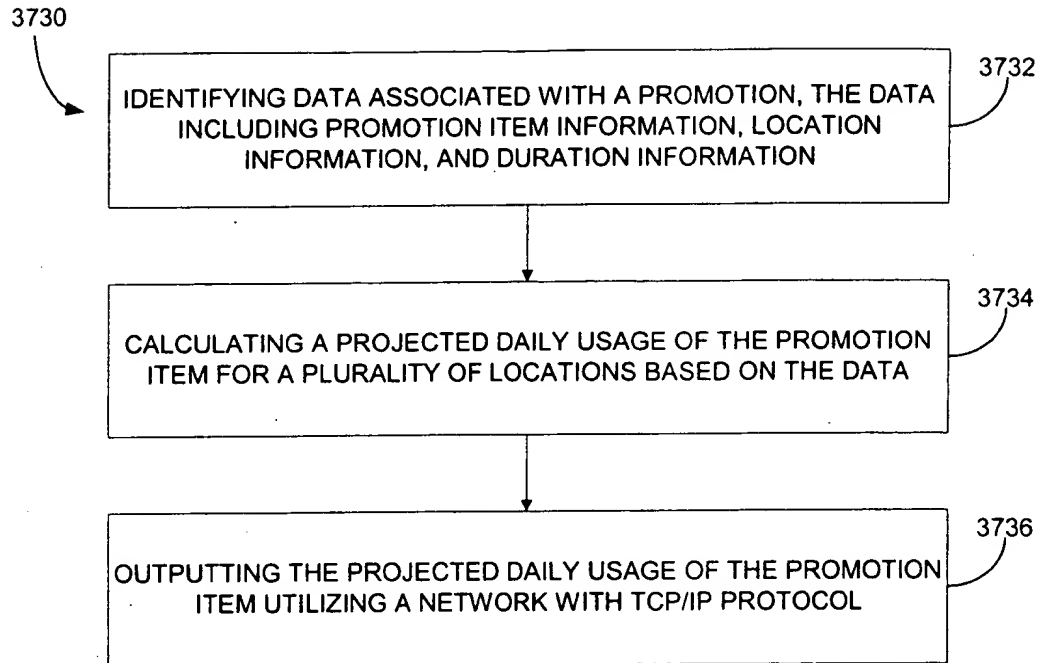 3730
3732
IDENTIFYING DATA ASSOCIATED WITH A PROMOTION, THE DATA
INCLUDING PROMOTION ITEM INFORMATION, LOCATION
INFORMATION, AND DURATION INFORMATION
3734
CALCULATING A PROJECTED DAILY USAGE OF THE PROMOTION
ITEM FOR A PLURALITY OF LOCATIONS BASED ON THE DATA
3736
OUTPUTTING THE PROJECTED DAILY USAGE OF THE PROMOTION
ITEM UTILIZING A NETWORK WITH TCP/IP PROTOCOL